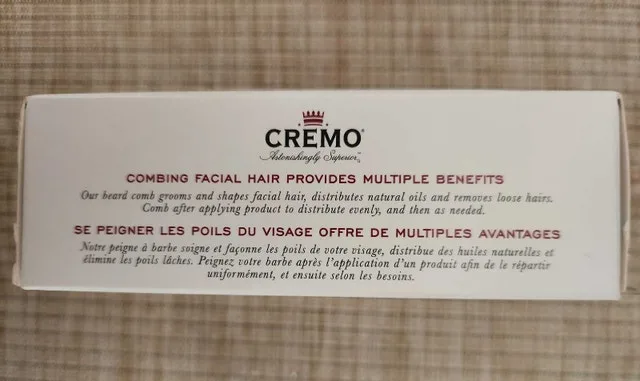 CREMO®
Astonishingly Superior™
COMBING FACIAL HAIR PROVIDES MULTIPLE BENEFITS
Our beard comb grooms and shapes facial hair, distributes natural oils and removes loose hairs.
Comb after applying product to distribute evenly, and then as needed.
SE PEIGNER LES POILS DU VISAGE OFFRE DE MULTIPLES AVANTAGES
Notre peigne à barbe soigne et façonne les poils de votre visage, distribue des huiles naturelles et
élimine les poils lâches. Peignez votre barbe après l'application d'un produit afin de le répartir
uniformément, et ensuite selon les besoins.